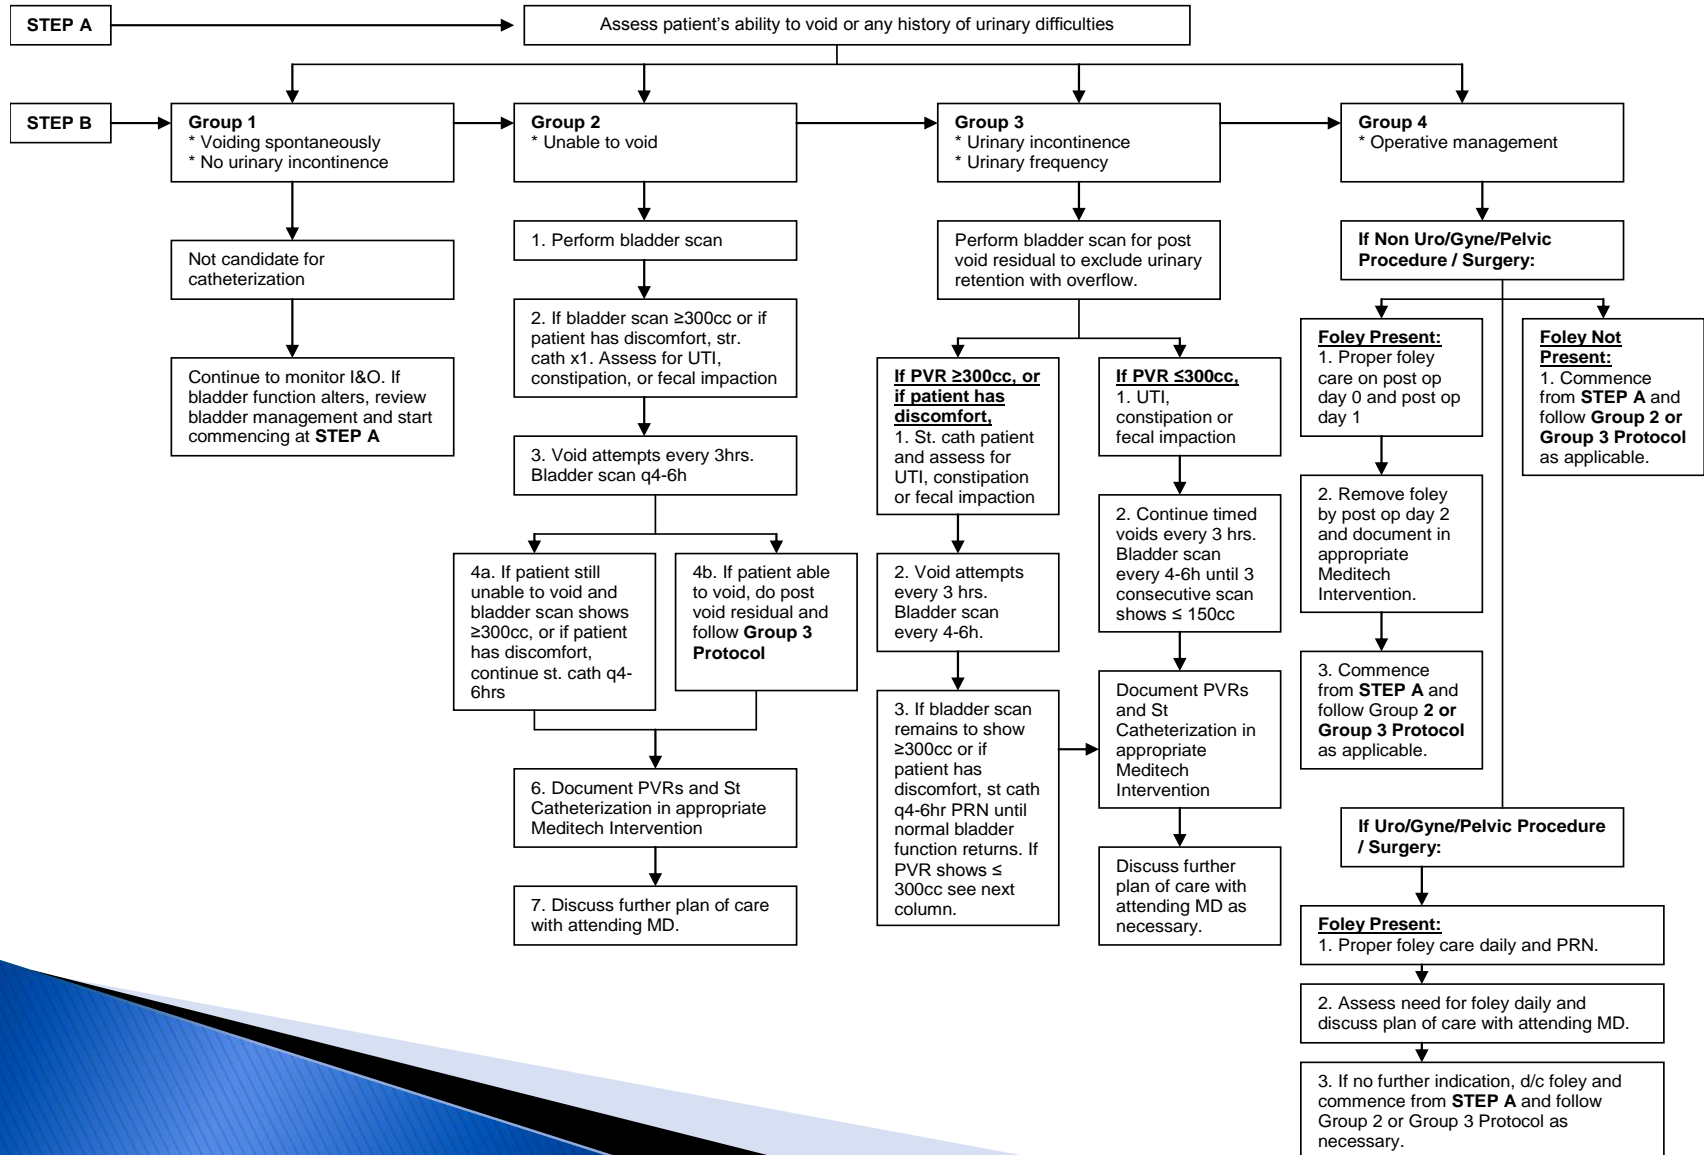 STEP A
Assess patient's ability to void or any history of urinary difficulties
STEP B
Group 1
* Voiding spontaneously
* No urinary incontinence
Group 2
* Unable to void
Group 3
* Urinary incontinence
* Urinary frequency
Group 4
* Operative management
Not candidate for
catheterization
Continue to monitor I&O. If
bladder function alters, review
bladder management and start
commencing at STEP A
1. Perform bladder scan
2. If bladder scan ≥300cc or if
patient has discomfort, str.
cath x1. Assess for UTI,
constipation, or fecal impaction
3. Void attempts every 3hrs.
Bladder scan q4-6h
4a. If patient still
unable to void and
bladder scan shows
≥300cc, or if patient
has discomfort,
continue st. cath q4-
6hrs
4b. If patient able
to void, do post
void residual and
follow Group 3
Protocol
6. Document PVRs and St
Catheterization in appropriate
Meditech Intervention
7. Discuss further plan of care
with attending MD.
Perform bladder scan for post
void residual to exclude urinary
retention with overflow.
If PVR ≥300cc, or
if patient has
discomfort,
1. St. cath patient
and assess for
UTI, constipation
or fecal impaction
2. Void attempts
every 3 hrs.
Bladder scan
every 4-6h.
3. If bladder scan
remains to show
≥300cc or if
patient has
discomfort, st cath
q4-6hr PRN until
normal bladder
function returns. If
PVR shows ≤
300cc see next
column.
If PVR ≤300cc,
1. UTI,
constipation or
fecal impaction
2. Continue timed
voids every 3 hrs.
Bladder scan
every 4-6h until 3
consecutive scan
shows ≤ 150cc
Document PVRs
and St
Catheterization in
appropriate
Meditech
Intervention
Discuss further
plan of care with
attending MD as
necessary.
If Non Uro/Gyne/Pelvic
Procedure / Surgery:
Foley Present:
1. Proper foley
care on post op
day 0 and post op
day 1
2. Remove foley
by post op day 2
and document in
appropriate
Meditech
Intervention.
3. Commence
from STEP A and
follow Group 2 or
Group 3 Protocol
as applicable.
Foley Not
Present:
1. Commence
from STEP A and
follow Group 2 or
Group 3 Protocol
as applicable.
If Uro/Gyne/Pelvic Procedure
/ Surgery:
Foley Present:
1. Proper foley care daily and PRN.
2. Assess need for foley daily and
discuss plan of care with attending MD.
3. If no further indication, d/c foley and
commence from STEP A and follow
Group 2 or Group 3 Protocol as
necessary.